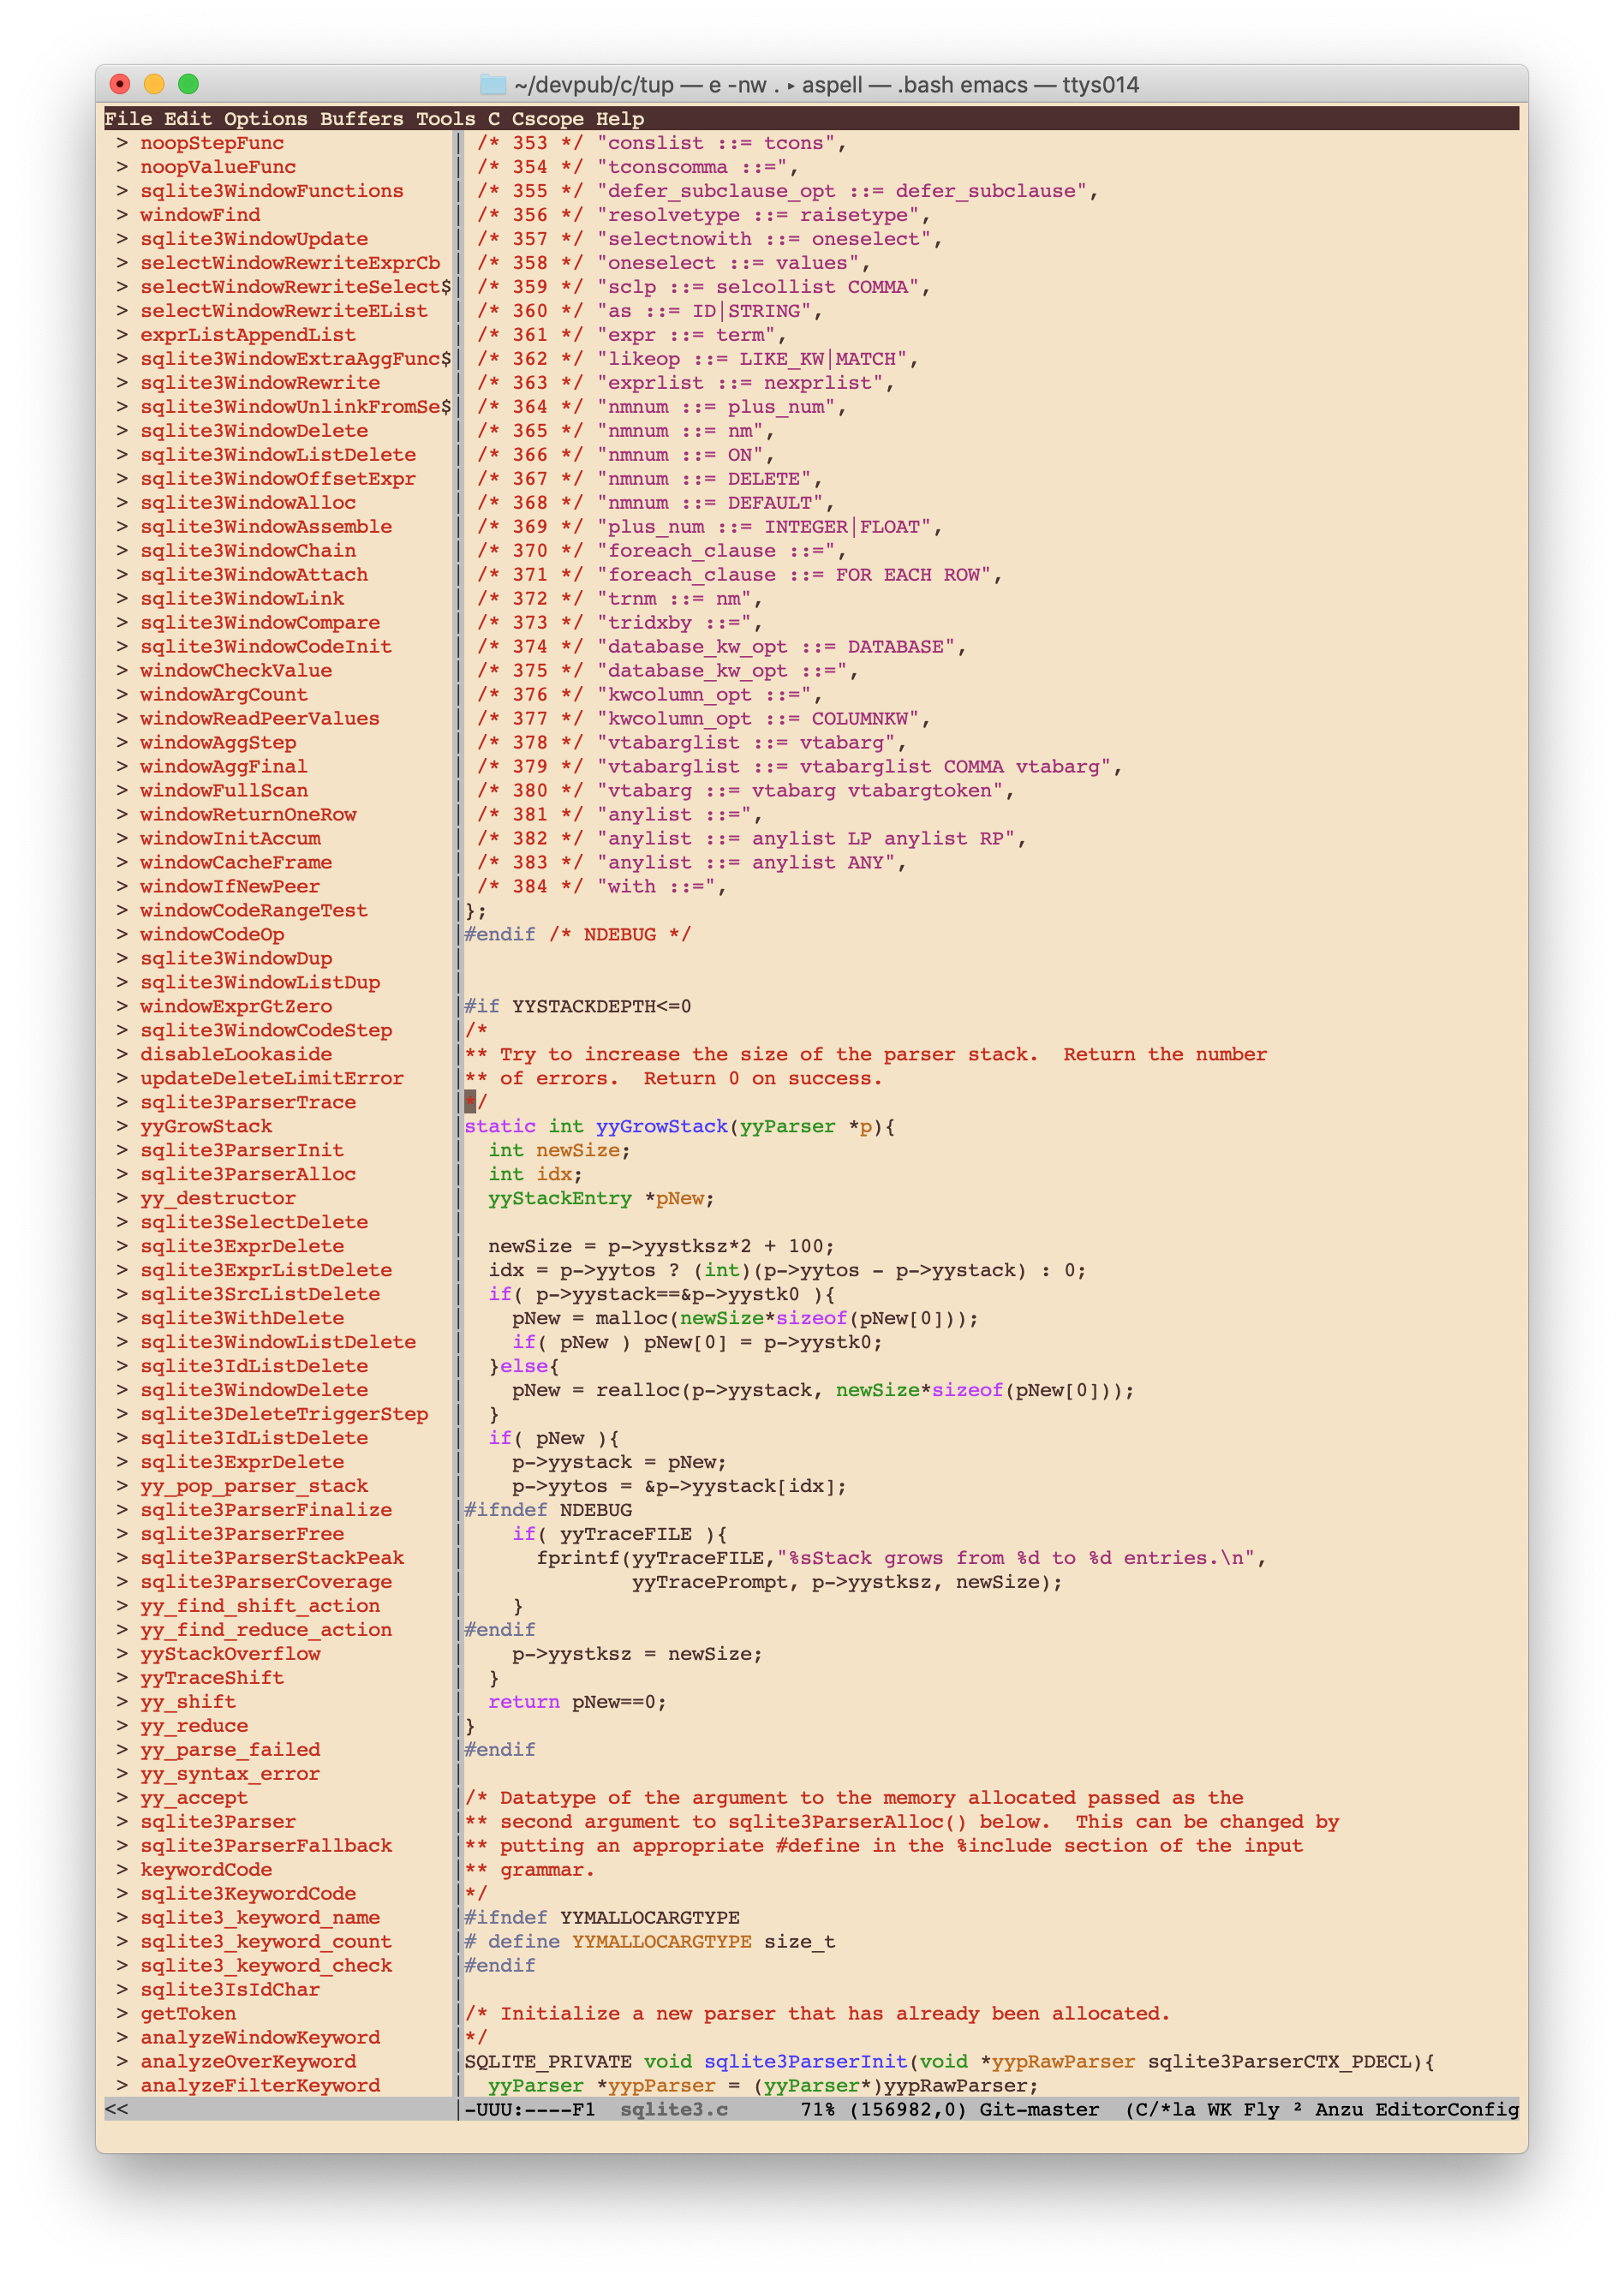 ~/devpub/c/tup — e -nw . ▸ aspell — .bash emacs — ttys014
File Edit Options Buffers Tools C Cscope Help
> noopStepFunc
> noopValueFunc
> sqlite3WindowFunctions
> windowFind
> sqlite3WindowUpdate
> selectWindowRewriteExprCb
> selectWindowRewriteSelect$
> selectWindowRewriteEList
> exprListAppendList
> sqlite3WindowExtraAggFunc$
> sqlite3WindowRewrite
> sqlite3WindowUnlinkFromSe$
> sqlite3WindowDelete
> sqlite3WindowListDelete
> sqlite3WindowOffsetExpr
> sqlite3WindowAlloc
> sqlite3WindowAssemble
> sqlite3WindowChain
> sqlite3WindowAttach
> sqlite3WindowLink
> sqlite3WindowCompare
> sqlite3WindowCodeInit
> windowCheckValue
> windowArgCount
> windowReadPeerValues
> windowAggStep
> windowAggFinal
> windowFullScan
> windowReturnOneRow
> windowInitAccum
> windowCacheFrame
> windowIfNewPeer
> windowCodeRangeTest
> windowCodeOp
> sqlite3WindowDup
> sqlite3WindowListDup
> windowExprGtZero
> sqlite3WindowCodeStep
> disableLookaside
> updateDeleteLimitError
> sqlite3ParserTrace
> yyGrowStack
> sqlite3ParserInit
> sqlite3ParserAlloc
> yy_destructor
> sqlite3SelectDelete
> sqlite3ExprDelete
> sqlite3ExprListDelete
> sqlite3SrcListDelete
> sqlite3WithDelete
> sqlite3WindowListDelete
> sqlite3IdListDelete
> sqlite3WindowDelete
> sqlite3DeleteTriggerStep
> sqlite3IdListDelete
> sqlite3ExprDelete
> yy_pop_parser_stack
> sqlite3ParserFinalize
> sqlite3ParserFree
> sqlite3ParserStackPeak
> sqlite3ParserCoverage
> yy_find_shift_action
> yy_find_reduce_action
> yyStackOverflow
> yyTraceShift
> yy_shift
> yy_reduce
> yy_parse_failed
> yy_syntax_error
> yy_accept
> sqlite3Parser
> sqlite3ParserFallback
> keywordCode
> sqlite3KeywordCode
> sqlite3_keyword_name
> sqlite3_keyword_count
> sqlite3_keyword_check
> sqlite3IsIdChar
> getToken
> analyzeWindowKeyword
> analyzeOverKeyword
> analyzeFilterKeyword
<<
 /* 353 */ "conslist ::= tcons",
 /* 354 */ "tconscomma ::=",
 /* 355 */ "defer_subclause_opt ::= defer_subclause",
 /* 356 */ "resolvetype ::= raisetype",
 /* 357 */ "selectnowith ::= oneselect",
 /* 358 */ "oneselect ::= values",
 /* 359 */ "sclp ::= selcollist COMMA",
 /* 360 */ "as ::= ID|STRING",
 /* 361 */ "expr ::= term",
 /* 362 */ "likeop ::= LIKE_KW|MATCH",
 /* 363 */ "exprlist ::= nexprlist",
 /* 364 */ "nmnum ::= plus_num",
 /* 365 */ "nmnum ::= nm",
 /* 366 */ "nmnum ::= ON",
 /* 367 */ "nmnum ::= DELETE",
 /* 368 */ "nmnum ::= DEFAULT",
 /* 369 */ "plus_num ::= INTEGER|FLOAT",
 /* 370 */ "foreach_clause ::=",
 /* 371 */ "foreach_clause ::= FOR EACH ROW",
 /* 372 */ "trnm ::= nm",
 /* 373 */ "tridxby ::=",
 /* 374 */ "database_kw_opt ::= DATABASE",
 /* 375 */ "database_kw_opt ::=",
 /* 376 */ "kwcolumn_opt ::=",
 /* 377 */ "kwcolumn_opt ::= COLUMNKW",
 /* 378 */ "vtabarglist ::= vtabarg",
 /* 379 */ "vtabarglist ::= vtabarglist COMMA vtabarg",
 /* 380 */ "vtabarg ::= vtabarg vtabargtoken",
 /* 381 */ "anylist ::=",
 /* 382 */ "anylist ::= anylist LP anylist RP",
 /* 383 */ "anylist ::= anylist ANY",
 /* 384 */ "with ::=",
};
#endif /* NDEBUG */
#if YYSTACKDEPTH<=0
/*
** Try to increase the size of the parser stack.  Return the number
** of errors.  Return 0 on success.
*/
static int yyGrowStack(yyParser *p){
  int newSize;
  int idx;
  yyStackEntry *pNew;
  newSize = p->yystksz*2 + 100;
  idx = p->yytos ? (int)(p->yytos - p->yystack) : 0;
  if( p->yystack==&p->yystk0 ){
    pNew = malloc(newSize*sizeof(pNew[0]));
    if( pNew ) pNew[0] = p->yystk0;
  }else{
    pNew = realloc(p->yystack, newSize*sizeof(pNew[0]));
  }
  if( pNew ){
    p->yystack = pNew;
    p->yytos = &p->yystack[idx];
#ifndef NDEBUG
    if( yyTraceFILE ){
      fprintf(yyTraceFILE,"%sStack grows from %d to %d entries.\n",
              yyTracePrompt, p->yystksz, newSize);
    }
#endif
    p->yystksz = newSize;
  }
  return pNew==0;
}
#endif
/* Datatype of the argument to the memory allocated passed as the
** second argument to sqlite3ParserAlloc() below.  This can be changed by
** putting an appropriate #define in the %include section of the input
** grammar.
*/
#ifndef YYMALLOCARGTYPE
# define YYMALLOCARGTYPE size_t
#endif
/* Initialize a new parser that has already been allocated.
*/
SQLITE_PRIVATE void sqlite3ParserInit(void *yypRawParser sqlite3ParserCTX_PDECL){
  yyParser *yypParser = (yyParser*)yypRawParser;
-UUU:----F1  sqlite3.c      71% (156982,0) Git-master  (C/*la WK Fly ² Anzu EditorConfig